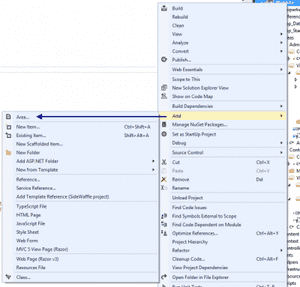 Build
Rebuild
Clean
View
Analyze
Convert
Publish...
Web Essentials
Scope to This
New Solution Explorer View
Show on Code Map
Build Dependencies
Add
Manage NuGet Packages...
Set as StartUp Project
Debug
Source Control
Cut Ctrl+X
Paste Ctrl+V
Remove Del
Rename
Unload Project
Find Code Issues
Find Symbols External to Scope
Find Code Dependent on Module
Optimize References... Ctrl+Alt+Y
Project Hierarchy
Refactor
Cleanup Code... Ctrl+E, Ctrl+F
View Project Dependencies
Open Folder in File Explorer
Area...
New Item... Ctrl+Shift+A
Existing Item... Shift+Alt+A
New Scaffolded Item...
New Folder
Add ASP.NET Folder
New from Template
Reference...
Service Reference...
Add Template Reference (SideWaffle project)
TypeScript File
HTML Page
JavaScript File
Style Sheet
Web Form
MVC 5 View Page (Razor)
Resources File
Web Page (Razor v3)
Class...